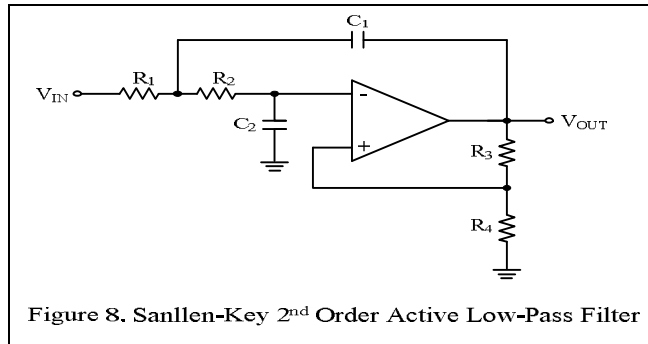 C1
R1
R2
VIN
-
C2
+
VOUT
R3
R4
Figure 8. Sanllen-Key 2nd Order Active Low-Pass Filter